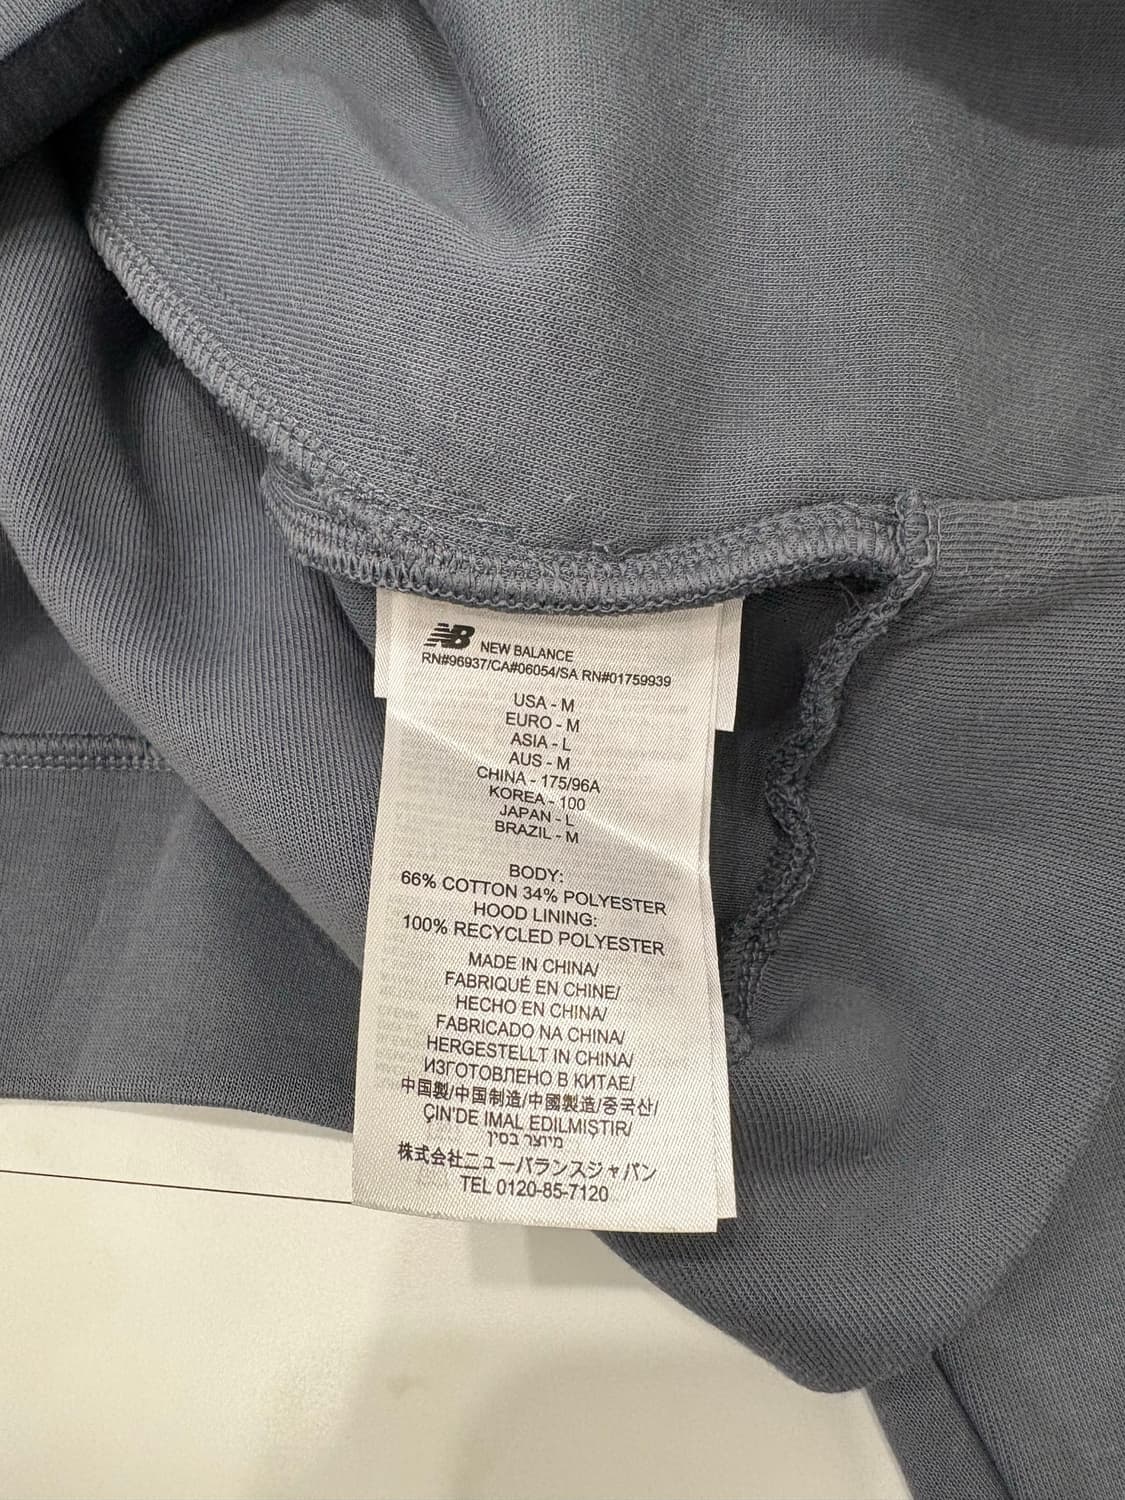 NB NEW BALANCE
RN#96937/CA#06054/SA RN#01759939
USA - M
EURO - M
ASIA - L
AUS - M
CHINA - 175/96A
KOREA - 100
JAPAN - L
BRAZIL - M
BODY:
66% COTTON 34% POLYESTER
HOOD LINING:
100% RECYCLED POLYESTER
MADE IN CHINA/
FABRIQUÉ EN CHINE/
HECHO EN CHINA/
FABRICADO NA CHINA/
HERGESTELLT IN CHINA/
ИЗГОТОВЛЕНО В КИТАЕ/
中国製/中国制造/中國製造/중국산/
ÇIN'DE IMAL EDILMIŞTIR/
מיוצר בסין
株式会社ニューバランスジャパン
TEL 0120-85-7120